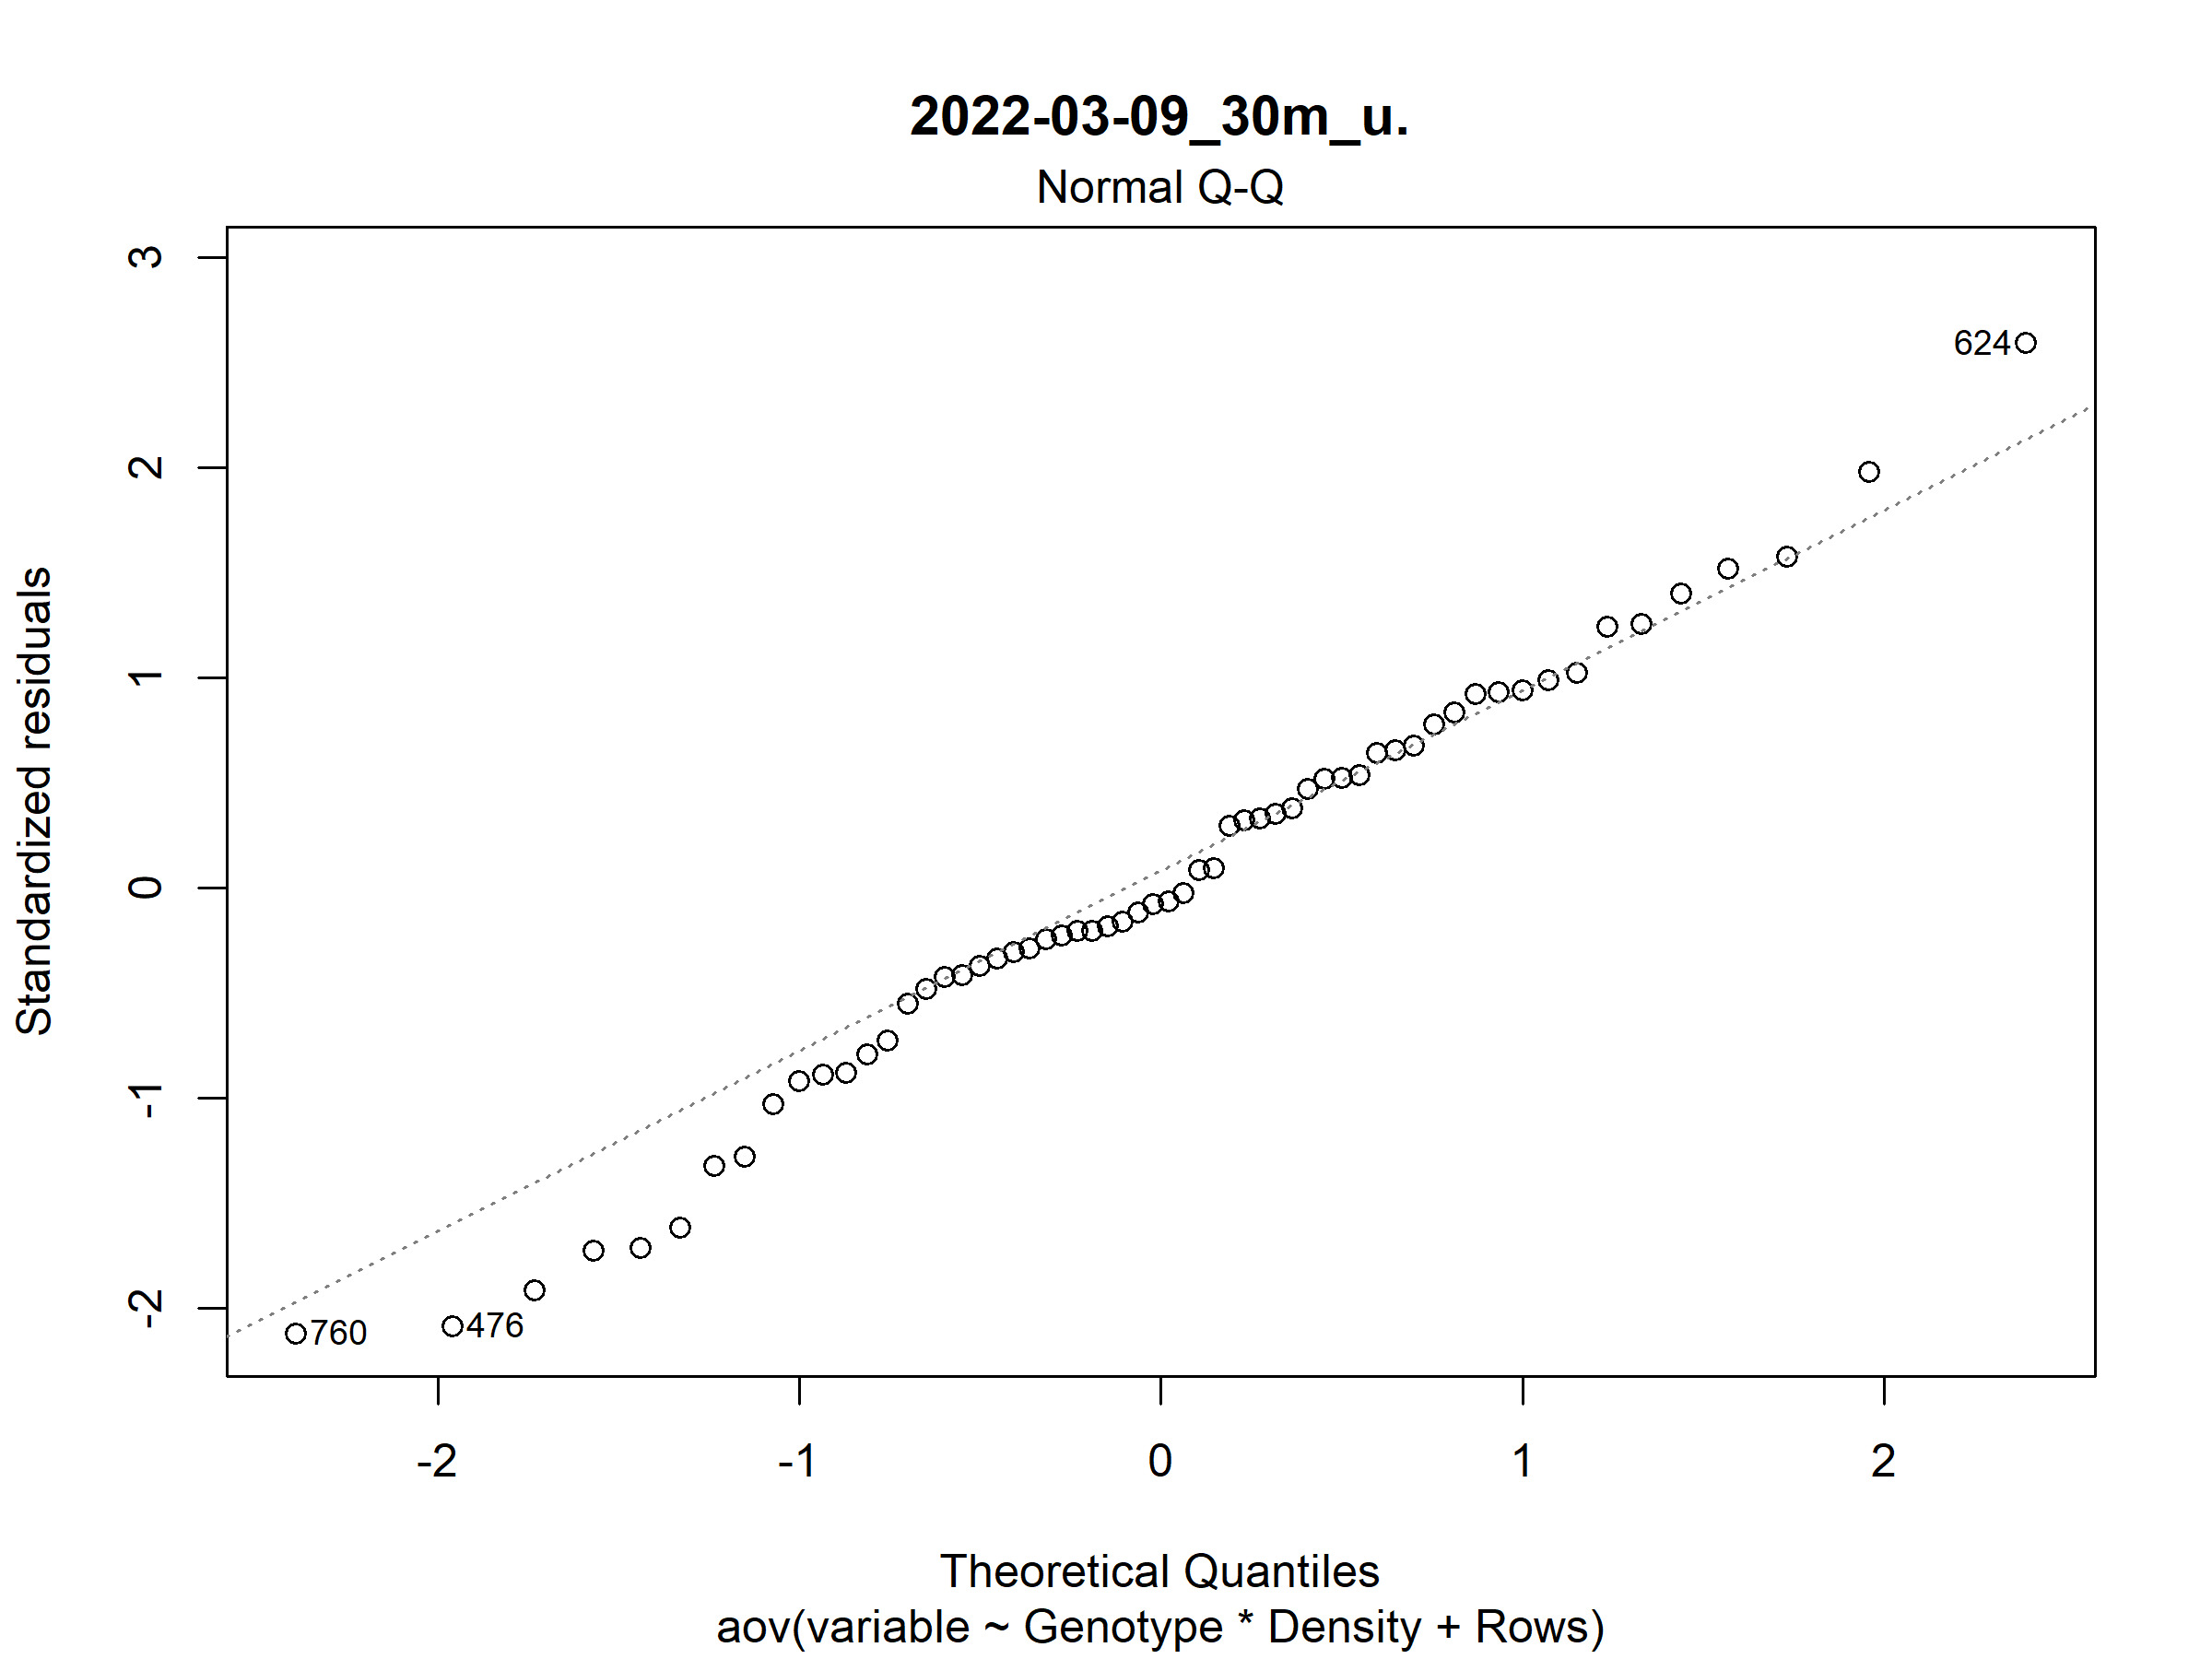 2022-03-09_30m_u.
Normal Q-Q
Standardized residuals
3
2
1
0
-1
-2
624
760
476
-2 -1 0 1 2
Theoretical Quantiles
aov(variable ~ Genotype * Density + Rows)